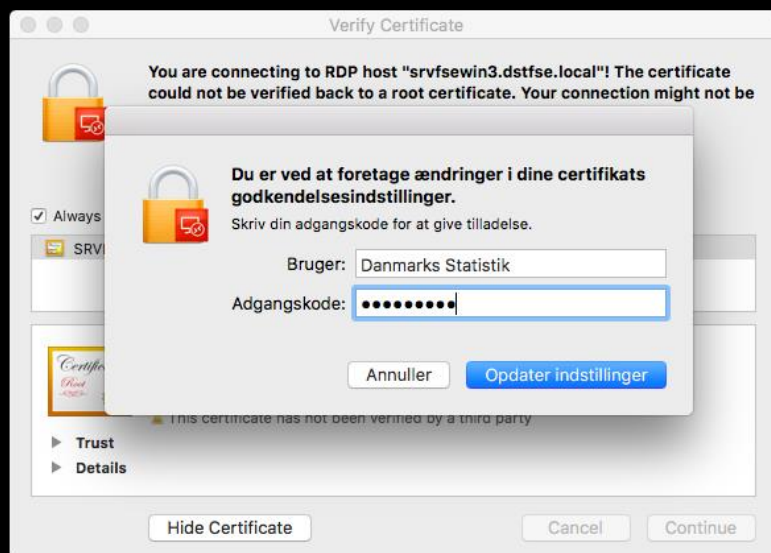 Verify Certificate
You are connecting to RDP host "srvfsewin3.dstfse.local"! The certificate
could not be verified back to a root certificate. Your connection might not be
Du er ved at foretage ændringer i dine certifikats
godkendelsesindstillinger.
Skriv din adgangskode for at give tilladelse.
Always
SRV
Bruger: Danmarks Statistik
Adgangskode: •••••••••
Annuller Opdater indstillinger
Certific
Root
This certificate has not been verified by a third party
Trust
Details
Hide Certificate Cancel Continue